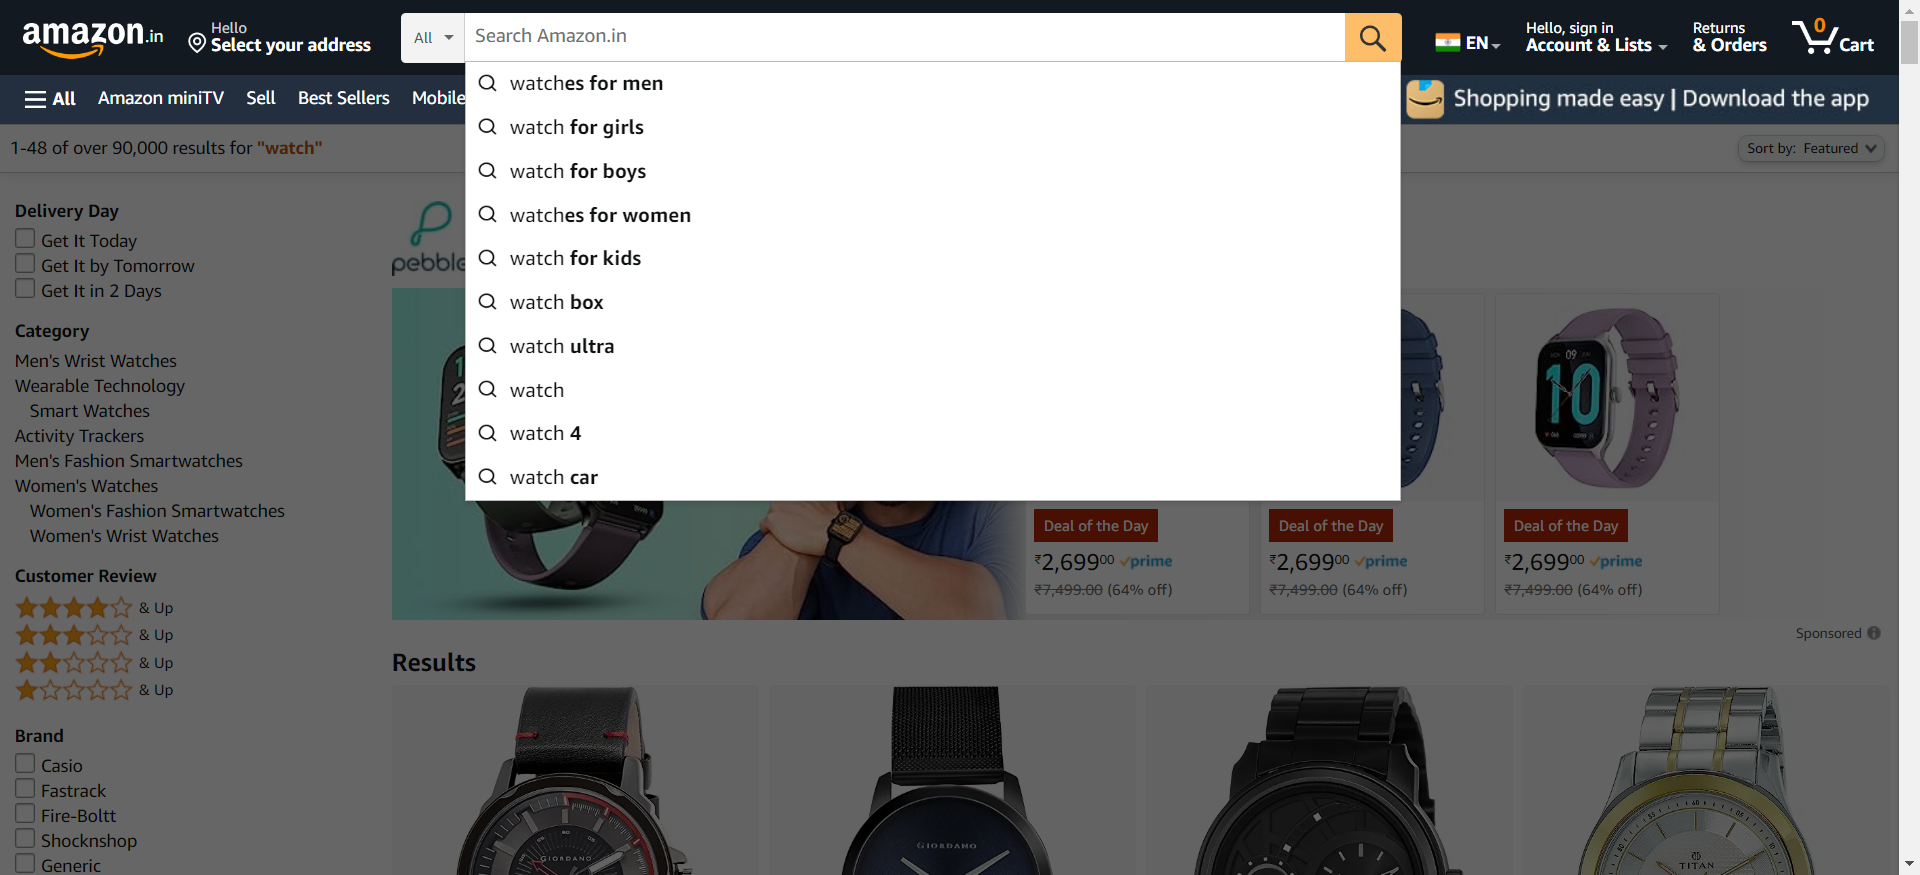 amazon.in
Hello
Select your address
All
Search Amazon.in
EN
Hello, sign in
Account & Lists
Returns
& Orders
0
Cart
All
Amazon miniTV
Sell
Best Sellers
Mobile
Shopping made easy | Download the app
1-48 of over 90,000 results for "watch"
Sort by: Featured
watches for men
watch for girls
watch for boys
watches for women
watch for kids
watch box
watch ultra
watch
watch 4
watch car
Delivery Day
Get It Today
Get It by Tomorrow
Get It in 2 Days
Category
Men's Wrist Watches
Wearable Technology
Smart Watches
Activity Trackers
Men's Fashion Smartwatches
Women's Watches
Women's Fashion Smartwatches
Women's Wrist Watches
Customer Review
& Up
& Up
& Up
& Up
Brand
Casio
Fastrack
Fire-Boltt
Shocknshop
Generic
pebble
MON 09 JUN
10
Deal of the Day
₹2,69900 prime
₹7,499.00 (64% off)
Deal of the Day
₹2,69900 prime
₹7,499.00 (64% off)
Deal of the Day
₹2,69900 prime
₹7,499.00 (64% off)
Sponsored
Results
GIORDANO
GIORDANO
TITAN